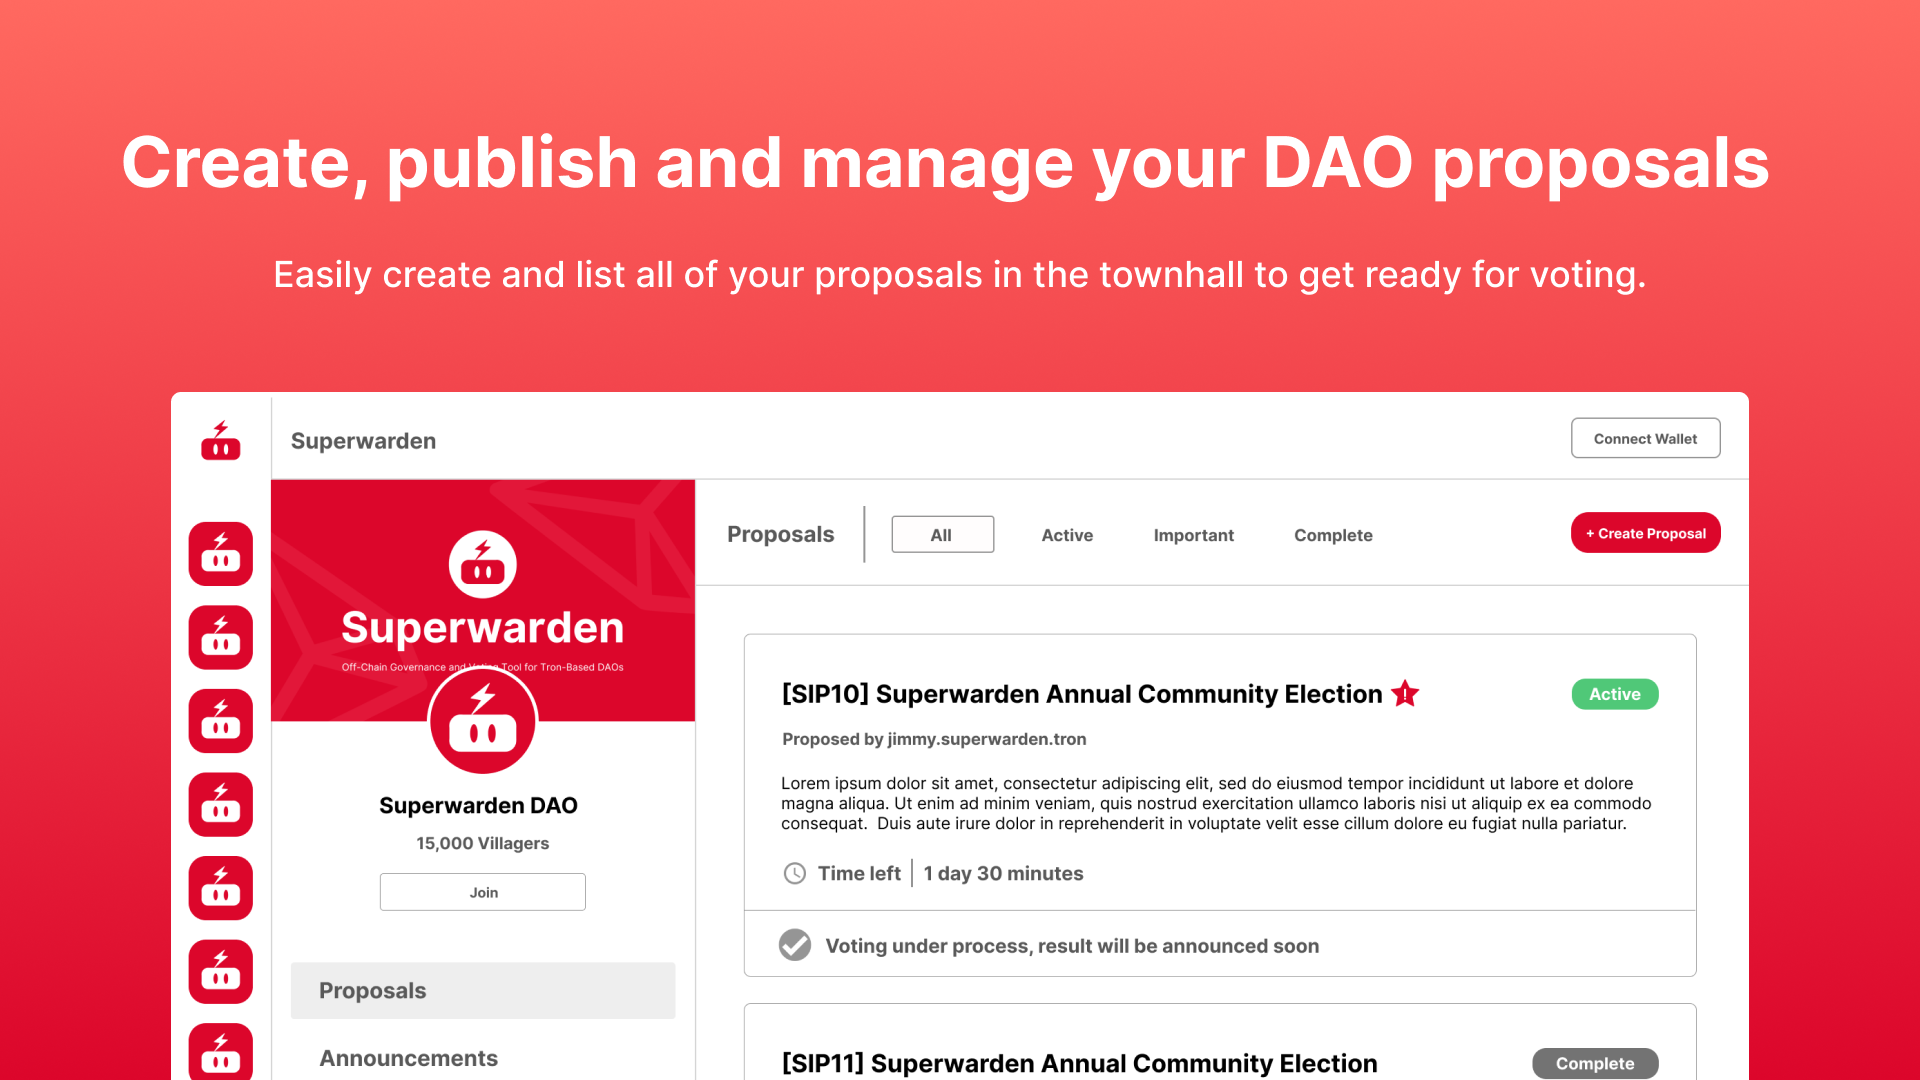 Create, publish and manage your DAO proposals
Easily create and list all of your proposals in the townhall to get ready for voting.
Superwarden
Connect Wallet
Superwarden
Off-Chain Governance and Voting Tool for Tron-Based DAOs
Superwarden DAO
15,000 Villagers
Join
Proposals
Announcements
Proposals
All
Active
Important
Complete
+ Create Proposal
[SIP10] Superwarden Annual Community Election
Active
Proposed by jimmy.superwarden.tron
Lorem ipsum dolor sit amet, consectetur adipiscing elit, sed do eiusmod tempor incididunt ut labore et dolore
magna aliqua. Ut enim ad minim veniam, quis nostrud exercitation ullamco laboris nisi ut aliquip ex ea commodo
consequat.  Duis aute irure dolor in reprehenderit in voluptate velit esse cillum dolore eu fugiat nulla pariatur.
Time left | 1 day 30 minutes
Voting under process, result will be announced soon
[SIP11] Superwarden Annual Community Election
Complete